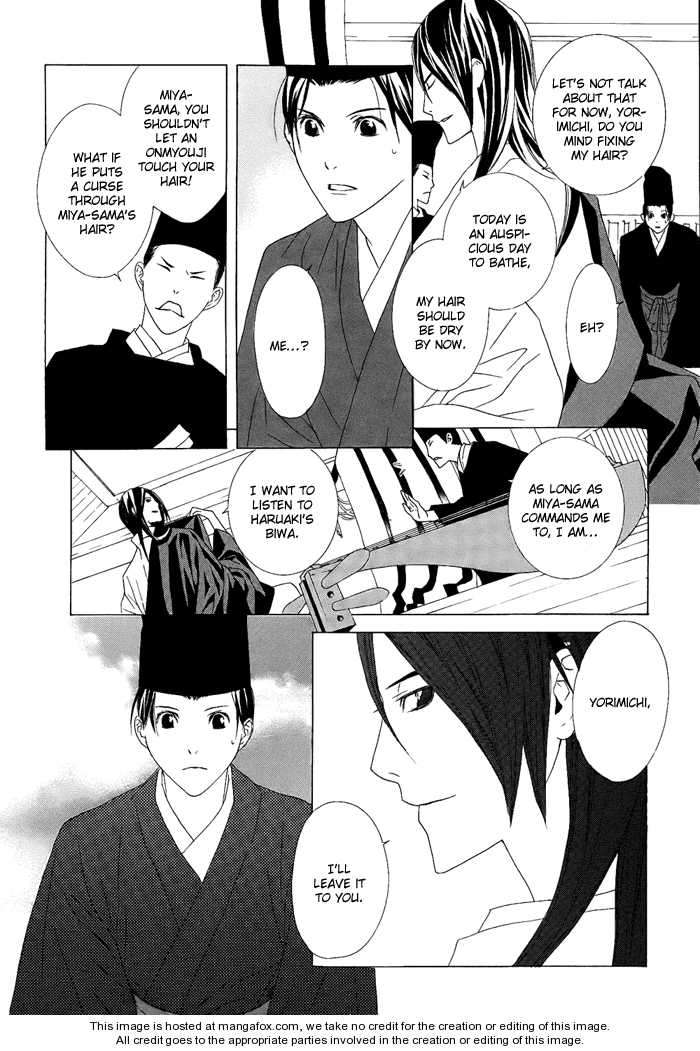 LET'S NOT TALK
ABOUT THAT
FOR NOW, YOR-
IMICHI, DO YOU
MIND FIXING
MY HAIR?
TODAY IS
AN AUSPI-
CIOUS DAY
TO BATHE,
MY HAIR
SHOULD
BE DRY
BY NOW.
EH?
ME...?
MIYA-
SAMA, YOU
SHOULDN'T
LET AN
ONMYOUJI
TOUCH YOUR
HAIR!
WHAT IF
HE PUTS
A CURSE
THROUGH
MIYA-SAMA'S
HAIR?
AS LONG AS
MIYA-SAMA
COMMANDS ME
TO, I AM...
I WANT TO
LISTEN TO
HARUAKI'S
BIWA.
YORIMICHI,
I'LL
LEAVE IT
TO YOU.
This image is hosted at mangafox.com, we take no credit for the creation or editing of this image.
All credit goes to the appropriate parties involved in the creation or editing of this image.